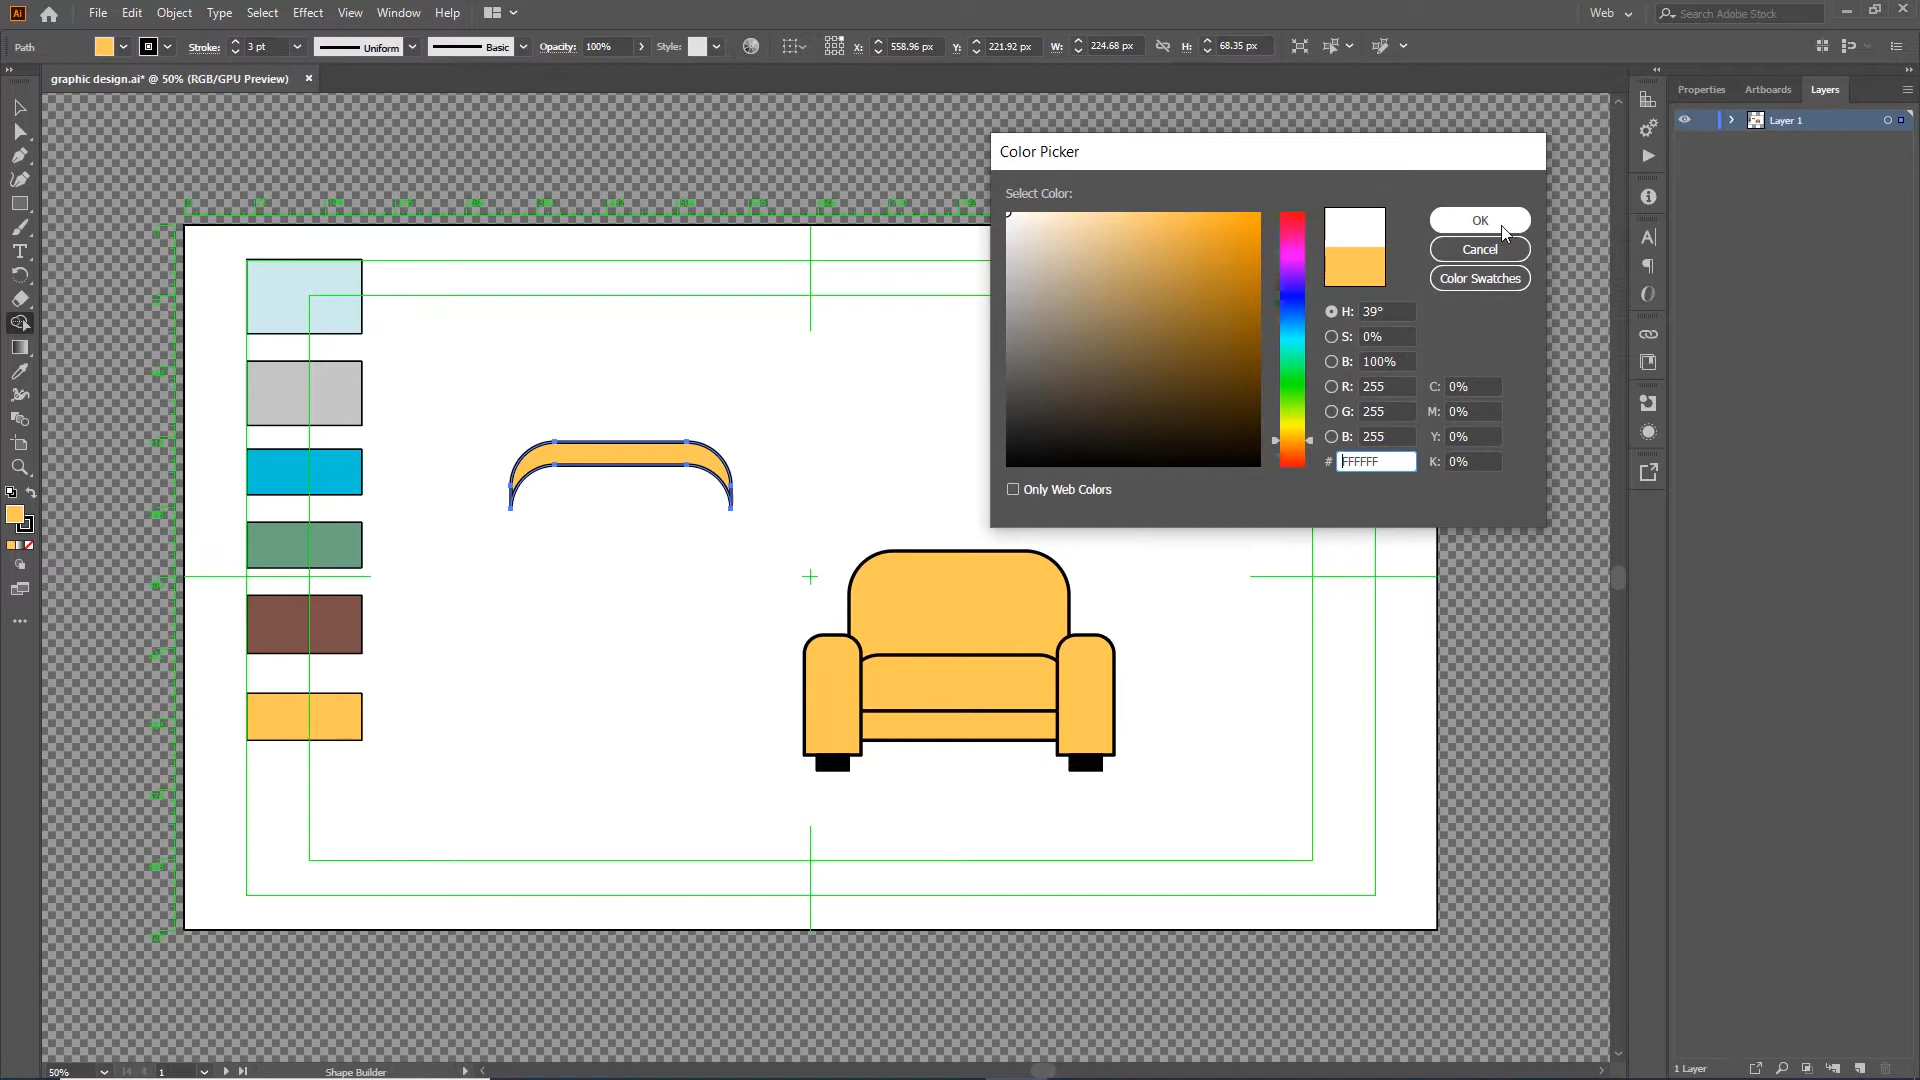 Ai File Edit Object Type Select Effect View Window Help Web Search Adobe Stock
Path Stroke: 3 pt Uniform Basic Opacity: 100% Style: X: 558.96 px Y: 221.92 px W: 224.68 px H: 68.35 px
graphic design.ai* @ 50% (RGB/GPU Preview) ×
Properties Artboards Layers
Layer 1
Color Picker
Select Color:
OK
Cancel
Color Swatches
H: 39°
S: 0%
B: 100%
R: 255 C: 0%
G: 255 M: 0%
B: 255 Y: 0%
# FFFFFF K: 0%
Only Web Colors
50% 1 Shape Builder
1 Layer